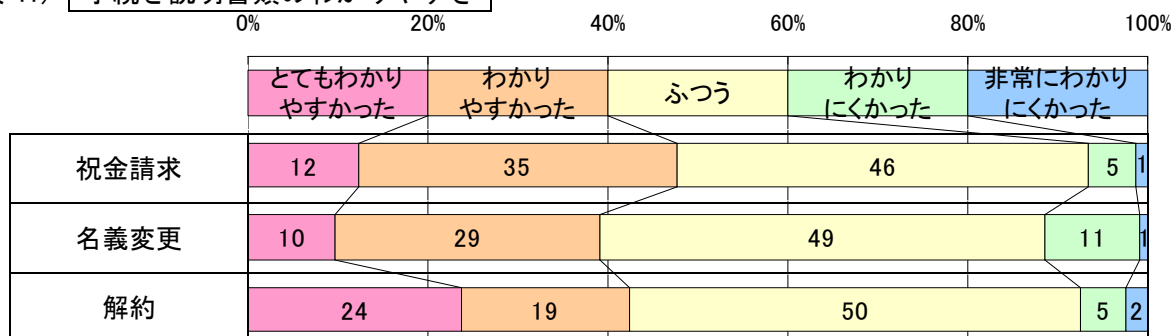 0% 20% 40% 60% 80% 100%
とてもわかり
やすかった
わかり
やすかった
ふつう
わかり
にくかった
非常にわかり
にくかった
祝金請求 12 35 46 5 1
名義変更 10 29 49 11 1
解約 24 19 50 5 2